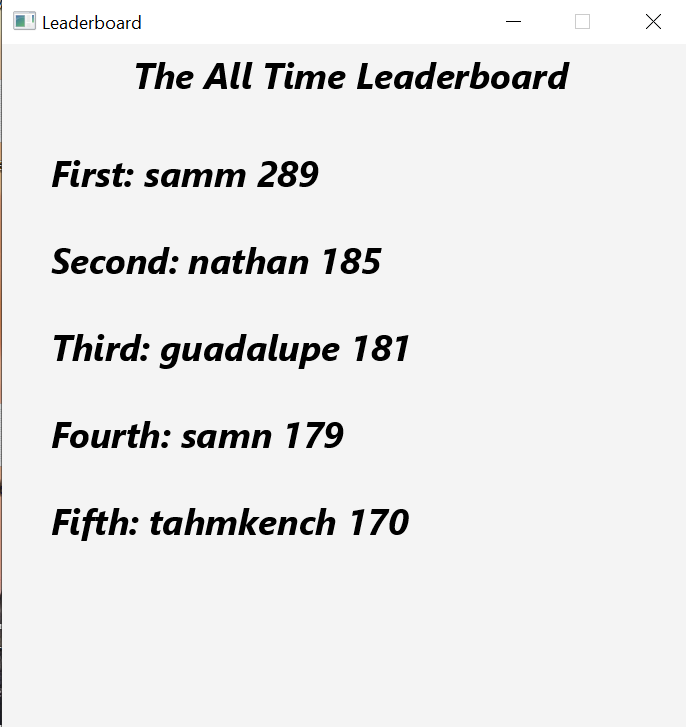 Leaderboard
The All Time Leaderboard
First: samm 289
Second: nathan 185
Third: guadalupe 181
Fourth: samn 179
Fifth: tahmkench 170